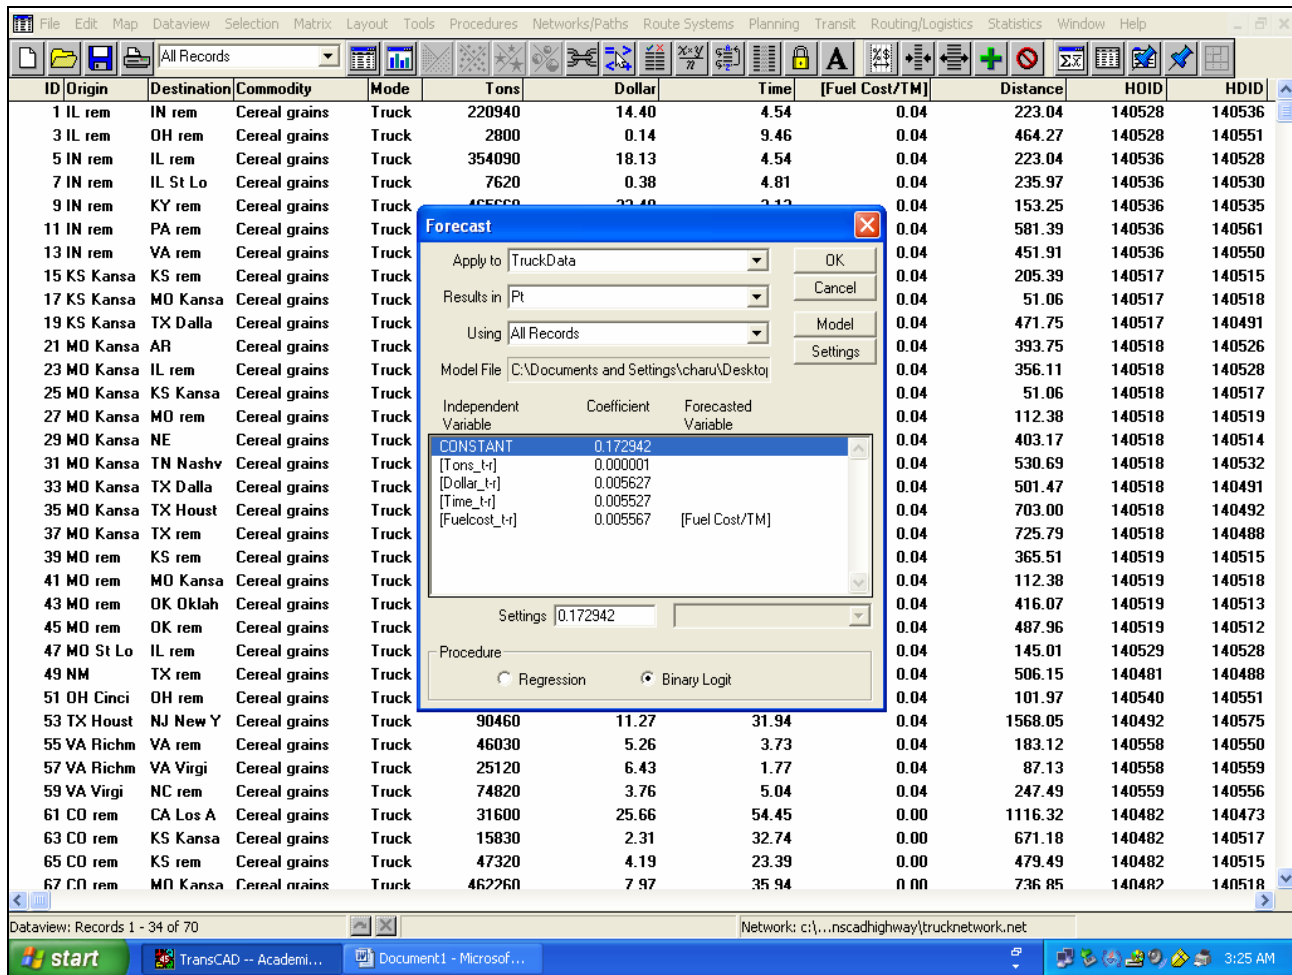 File Edit Map Dataview Selection Matrix Layout Tools Procedures Networks/Paths Route Systems Planning Transit Routing/Logistics Statistics Window Help
All Records
ID Origin Destination Commodity Mode Tons Dollar Time [Fuel Cost/TM] Distance HOID HDID
1 IL rem IN rem Cereal grains Truck 220940 14.40 4.54 0.04 223.04 140528 140536
3 IL rem OH rem Cereal grains Truck 2800 0.14 9.46 0.04 464.27 140528 140551
5 IN rem IL rem Cereal grains Truck 354090 18.13 4.54 0.04 223.04 140536 140528
7 IN rem IL St Lo Cereal grains Truck 7620 0.38 4.81 0.04 235.97 140536 140530
9 IN rem KY rem Cereal grains Truck 0.04 153.25 140536 140535
11 IN rem PA rem Cereal grains Truck 0.04 581.39 140536 140561
13 IN rem VA rem Cereal grains Truck 0.04 451.91 140536 140550
15 KS Kansa KS rem Cereal grains Truck 0.04 205.39 140517 140515
17 KS Kansa MO Kansa Cereal grains Truck 0.04 51.06 140517 140518
19 KS Kansa TX Dalla Cereal grains Truck 0.04 471.75 140517 140491
21 MO Kansa AR Cereal grains Truck 0.04 393.75 140518 140526
23 MO Kansa IL rem Cereal grains Truck 0.04 356.11 140518 140528
25 MO Kansa KS Kansa Cereal grains Truck 0.04 51.06 140518 140517
27 MO Kansa MO rem Cereal grains Truck 0.04 112.38 140518 140519
29 MO Kansa NE Cereal grains Truck 0.04 403.17 140518 140514
31 MO Kansa TN Nashv Cereal grains Truck 0.04 530.69 140518 140532
33 MO Kansa TX Dalla Cereal grains Truck 0.04 501.47 140518 140491
35 MO Kansa TX Houst Cereal grains Truck 0.04 703.00 140518 140492
37 MO Kansa TX rem Cereal grains Truck 0.04 725.79 140518 140488
39 MO rem KS rem Cereal grains Truck 0.04 365.51 140519 140515
41 MO rem MO Kansa Cereal grains Truck 0.04 112.38 140519 140518
43 MO rem OK Oklah Cereal grains Truck 0.04 416.07 140519 140513
45 MO rem OK rem Cereal grains Truck 0.04 487.96 140519 140512
47 MO St Lo IL rem Cereal grains Truck 0.04 145.01 140529 140528
49 NM TX rem Cereal grains Truck 0.04 506.15 140481 140488
51 OH Cinci OH rem Cereal grains Truck 0.04 101.97 140540 140551
53 TX Houst NJ New Y Cereal grains Truck 90460 11.27 31.94 0.04 1568.05 140492 140575
55 VA Richm VA rem Cereal grains Truck 46030 5.26 3.73 0.04 183.12 140558 140550
57 VA Richm VA Virgi Cereal grains Truck 25120 6.43 1.77 0.04 87.13 140558 140559
59 VA Virgi NC rem Cereal grains Truck 74820 3.76 5.04 0.04 247.49 140559 140556
61 CO rem CA Los A Cereal grains Truck 31600 25.66 54.45 0.00 1116.32 140482 140473
63 CO rem KS Kansa Cereal grains Truck 15830 2.31 32.74 0.00 671.18 140482 140517
65 CO rem KS rem Cereal grains Truck 47320 4.19 23.39 0.00 479.49 140482 140515
67 CO rem MO Kansa Cereal grains Truck 462260 7.97 35.94 0.00 736.85 140482 140518
Forecast
Apply to TruckData OK
Cancel
Results in Pt
Using All Records Model
Settings
Model File C:\Documents and Settings\charu\Desktop
Independent Variable Coefficient Forecasted Variable
CONSTANT 0.172942
[Tons_t-r] 0.000001
[Dollar_t-r] 0.005627
[Time_t-r] 0.005527
[Fuelcost_t-r] 0.005567 [Fuel Cost/TM]
Settings 0.172942
Procedure
Regression Binary Logit
Dataview: Records 1 - 34 of 70 Network: c:\...nscadhighway\trucknetwork.net
start TransCAD -- Academi... Document1 - Microsof... 3:25 AM